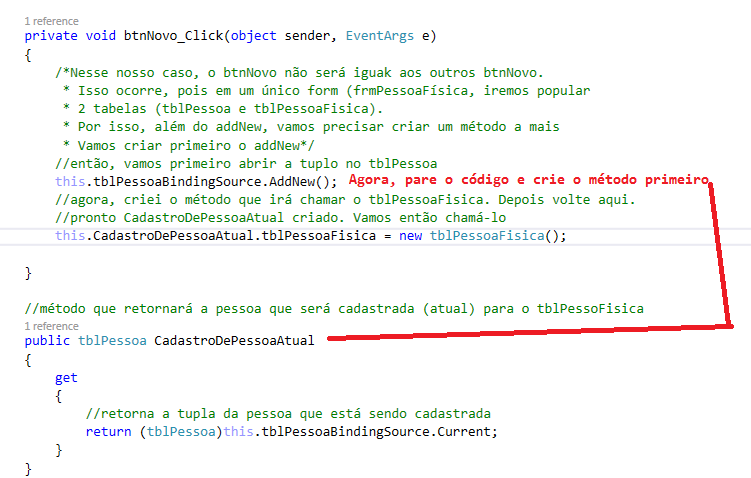 1 reference
private void btnNovo_Click(object sender, EventArgs e)
{
/*Nesse nosso caso, o btnNovo não será iguak aos outros btnNovo.
* Isso ocorre, pois em um único form (frmPessoaFísica, iremos popular
* 2 tabelas (tblPessoa e tblPessoaFisica).
* Por isso, além do addNew, vamos precisar criar um método a mais
* Vamos criar primeiro o addNew*/
//então, vamos primeiro abrir a tuplo no tblPessoa
this.tblPessoaBindingSource.AddNew(); Agora, pare o código e crie o método primeiro
//agora, criei o método que irá chamar o tblPessoaFisica. Depois volte aqui.
//pronto CadastroDePessoaAtual criado. Vamos então chamá-lo
this.CadastroDePessoaAtual.tblPessoaFisica = new tblPessoaFisica();
}
//método que retornará a pessoa que será cadastrada (atual) para o tblPessoFisica
1 reference
public tblPessoa CadastroDePessoaAtual
{
get
{
//retorna a tupla da pessoa que está sendo cadastrada
return (tblPessoa)this.tblPessoaBindingSource.Current;
}
}